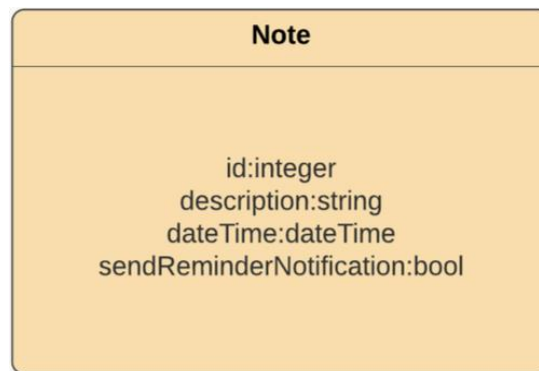 Note
id:integer
description:string
dateTime:dateTime
sendReminderNotification:bool